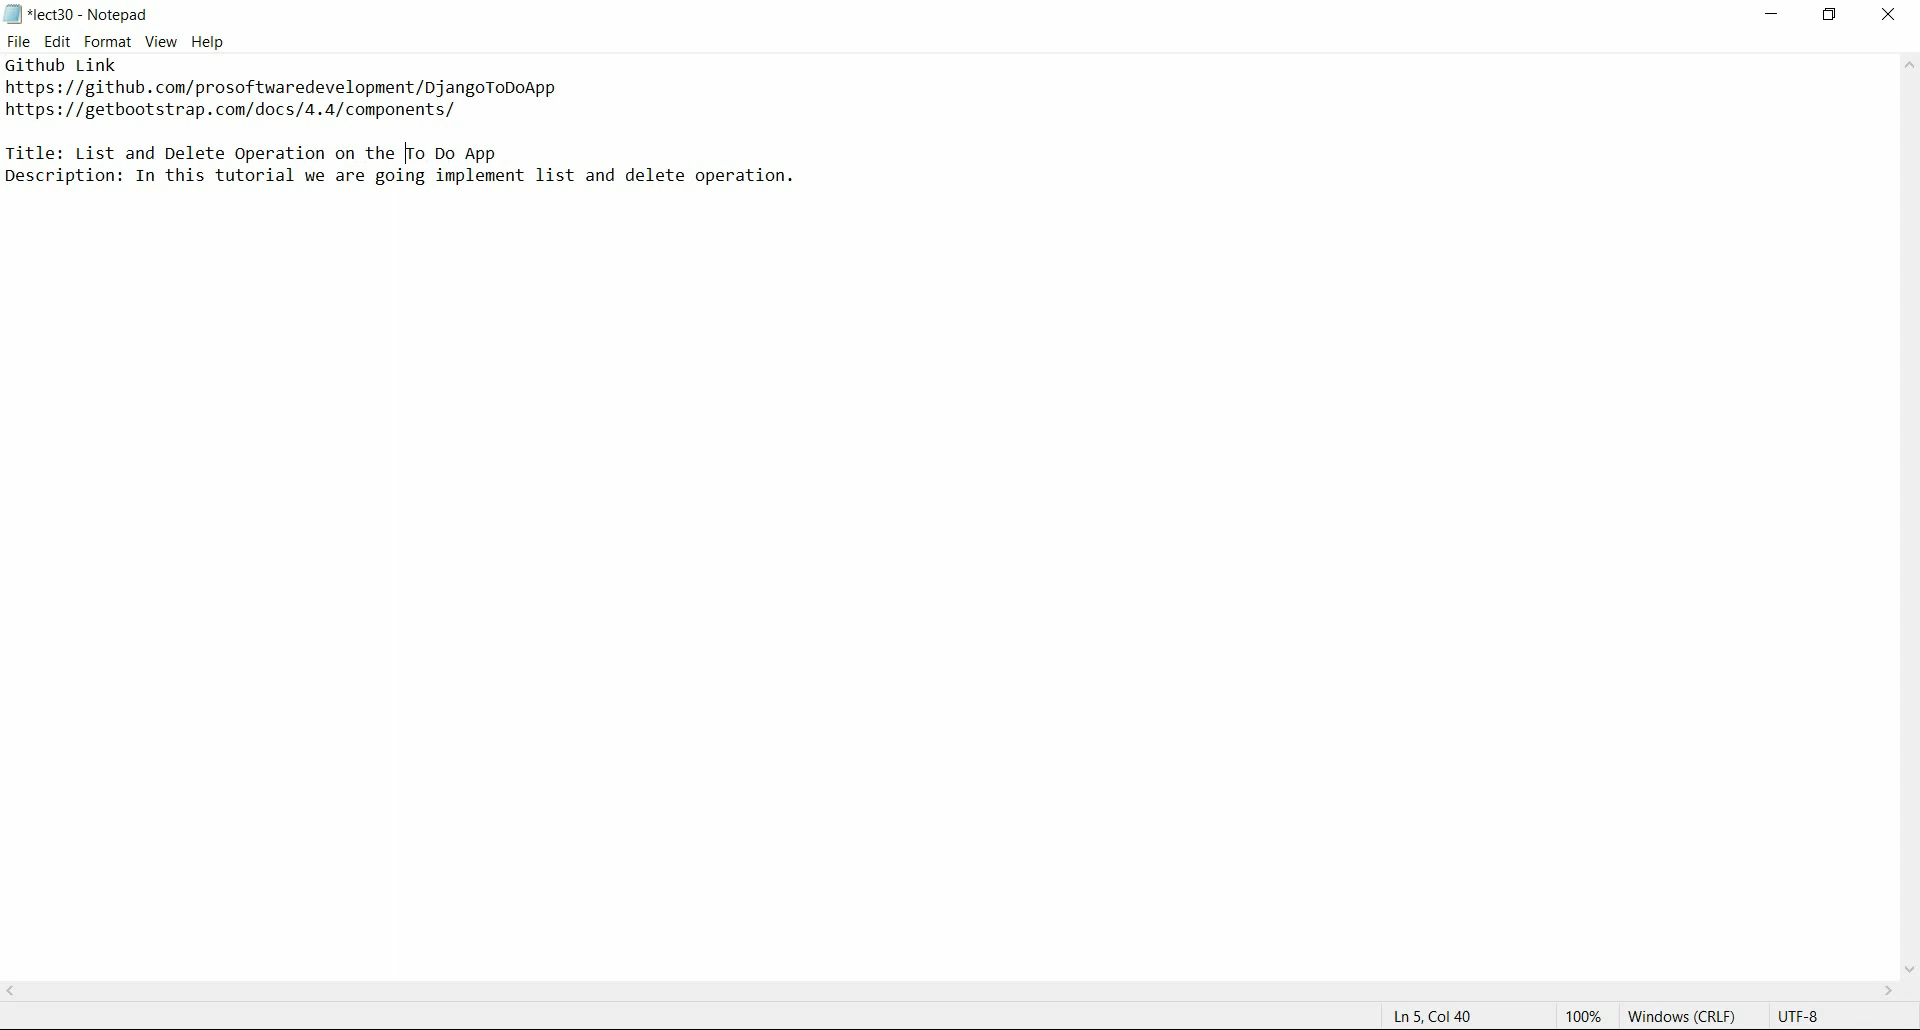 *lect30 - Notepad
File Edit Format View Help
Github Link
https://github.com/prosoftwaredevelopment/DjangoToDoApp
https://getbootstrap.com/docs/4.4/components/
Title: List and Delete Operation on the To Do App
Description: In this tutorial we are going implement list and delete operation.
Ln 5, Col 40 100% Windows (CRLF) UTF-8